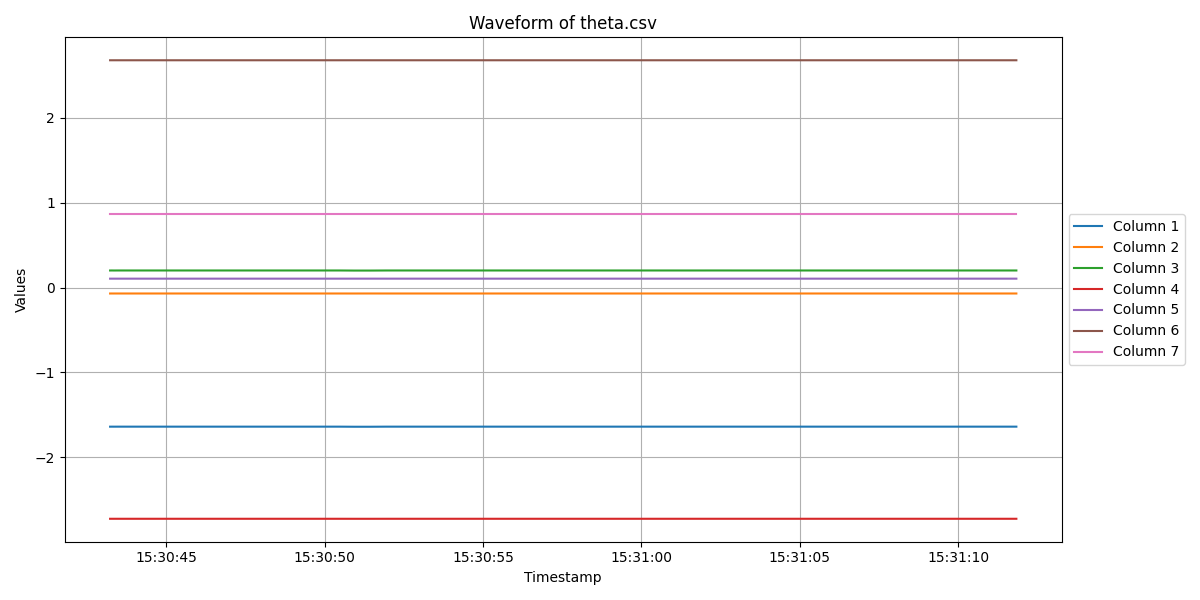 Waveform of theta.csv
Values
2
1
0
−1
−2
15:30:45
15:30:50
15:30:55
15:31:00
15:31:05
15:31:10
Timestamp
Column 1
Column 2
Column 3
Column 4
Column 5
Column 6
Column 7